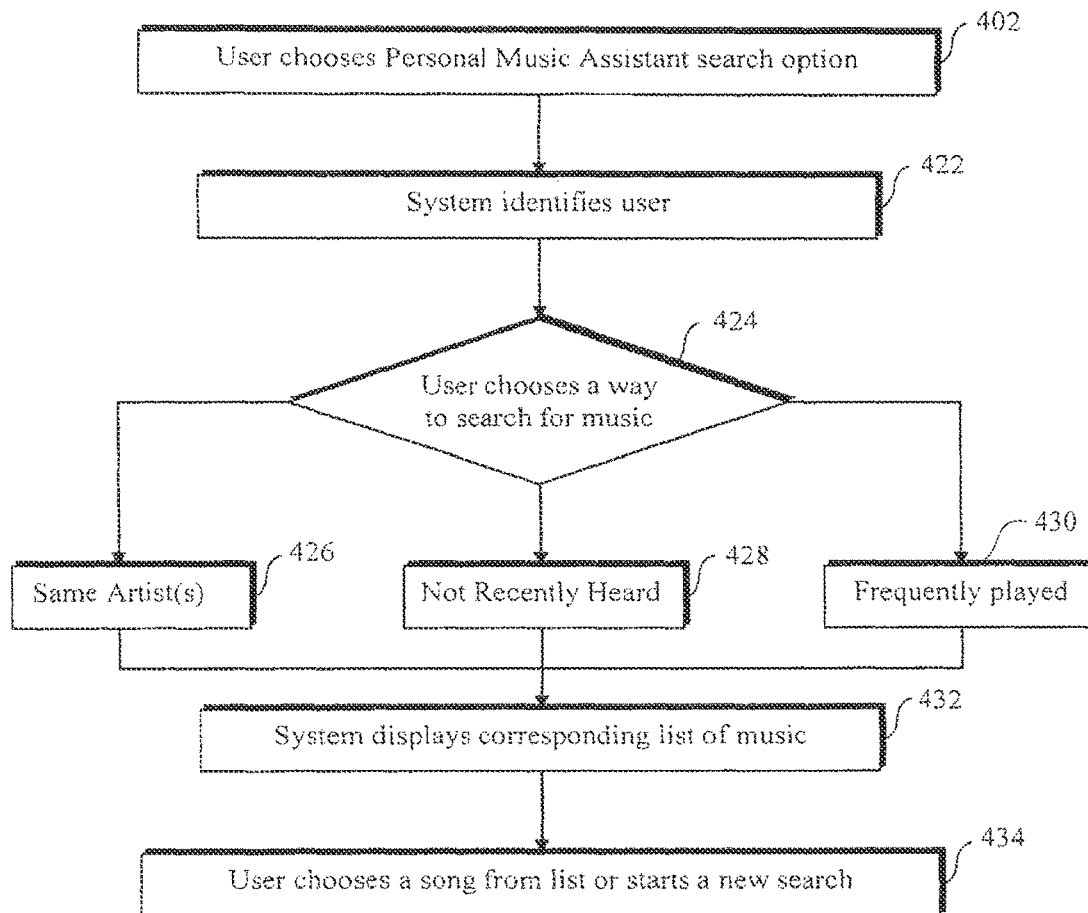 402
User chooses Personal Music Assistant search option
422
System identifies user
424
User chooses a way
to search for music
426
Same Artist(s)
428
Not Recently Heard
430
Frequently played
432
System displays corresponding list of music
434
User chooses a song from list or starts a new search